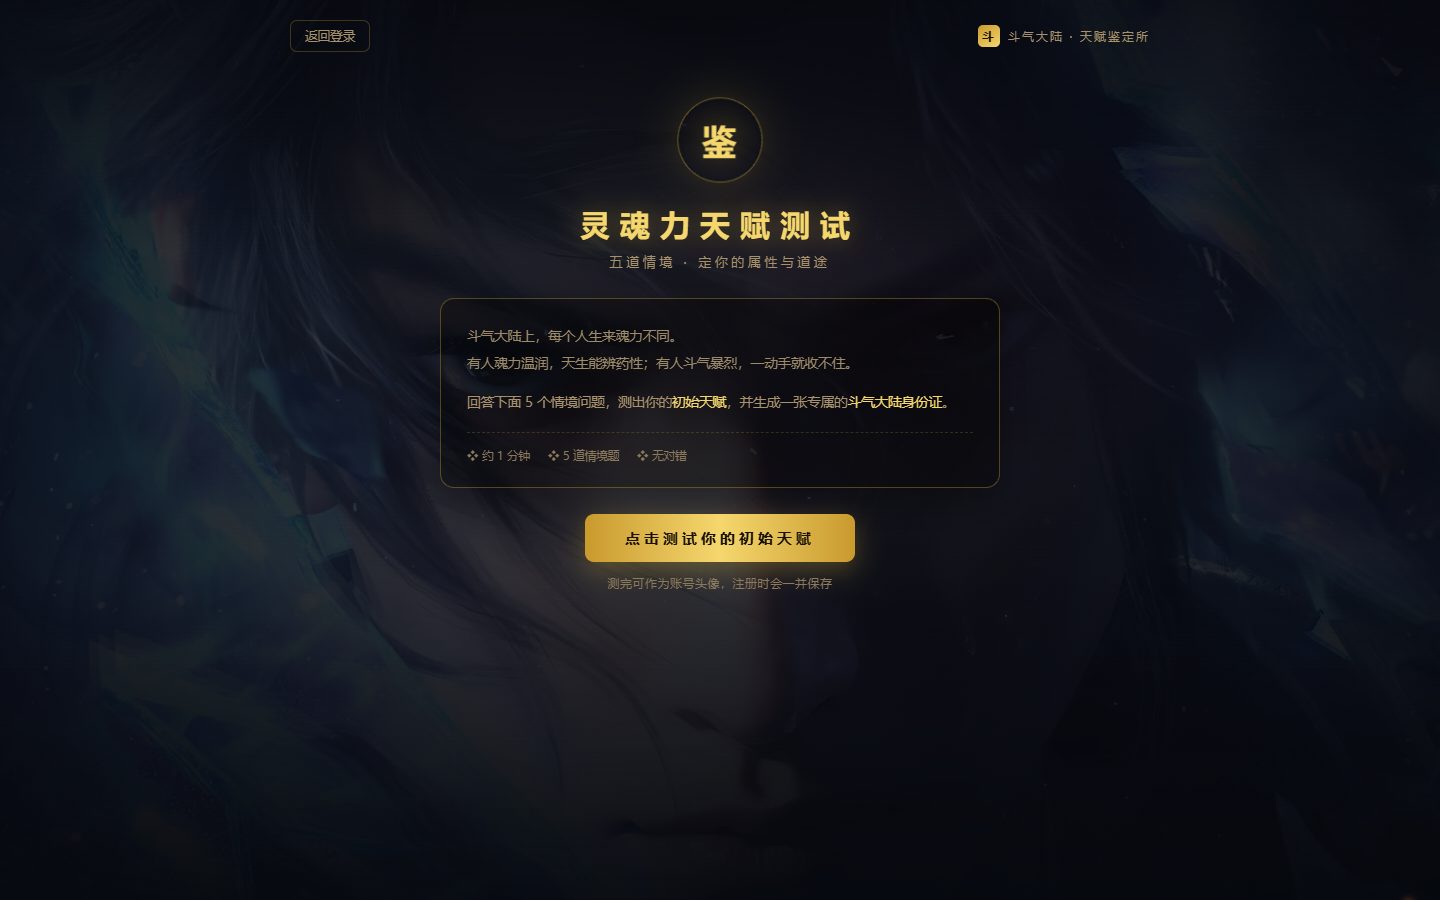 返回登录
斗 斗气大陆 · 天赋鉴定所
鉴
灵魂力天赋测试
五道情境 · 定你的属性与道途
斗气大陆上，每个人生来魂力不同。
有人魂力温润，天生能辨药性；有人斗气暴烈，一动手就收不住。
回答下面 5 个情境问题，测出你的初始天赋，并生成一张专属的斗气大陆身份证。
❖ 约 1 分钟 ❖ 5 道情境题 ❖ 无对错
点击测试你的初始天赋
测完可作为账号头像，注册时会一并保存